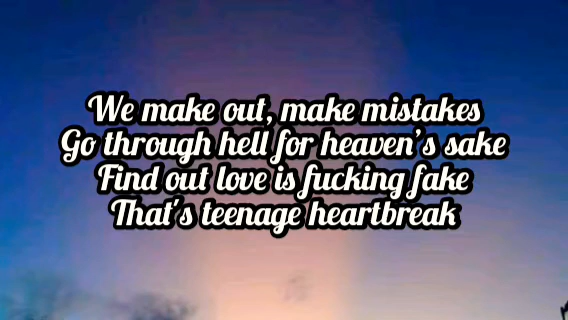 We make out, make mistakes
Go through hell for heaven's sake
Find out love is fucking fake
That's teenage heartbreak